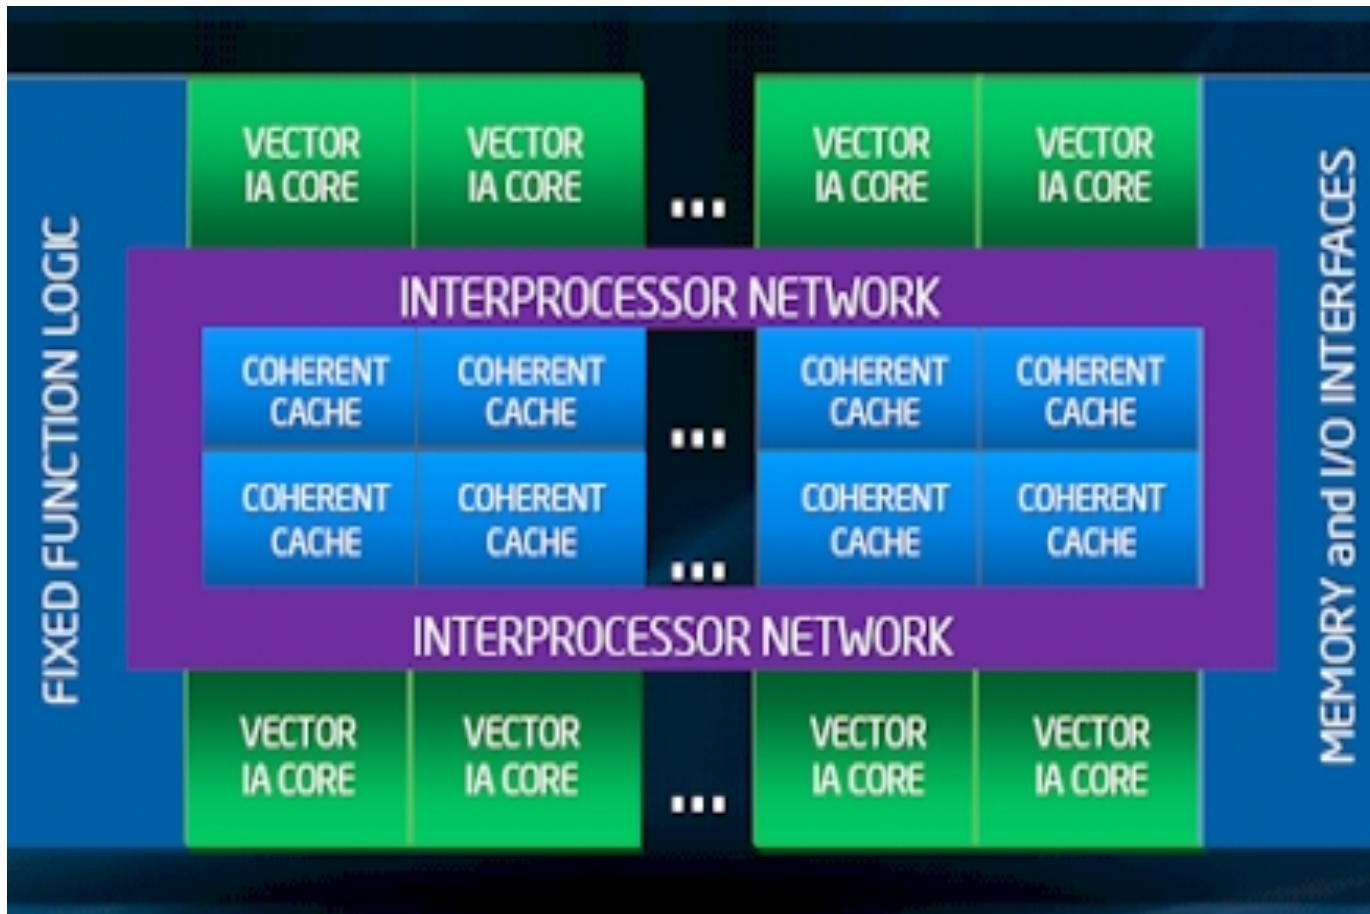 FIXED FUNCTION LOGIC
VECTOR
IA CORE
VECTOR
IA CORE
...
VECTOR
IA CORE
VECTOR
IA CORE
INTERPROCESSOR NETWORK
COHERENT
CACHE
COHERENT
CACHE
...
COHERENT
CACHE
COHERENT
CACHE
COHERENT
CACHE
COHERENT
CACHE
...
COHERENT
CACHE
COHERENT
CACHE
INTERPROCESSOR NETWORK
VECTOR
IA CORE
VECTOR
IA CORE
...
VECTOR
IA CORE
VECTOR
IA CORE
MEMORY and I/O INTERFACES